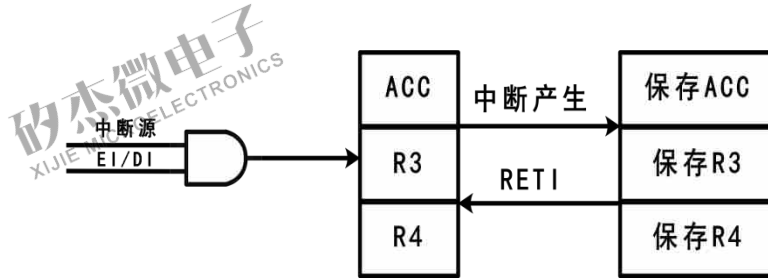 矽杰微电子
XIJIE MICROELECTRONICS
中断源
EI/DI
ACC
R3
R4
中断产生
RETI
保存ACC
保存R3
保存R4